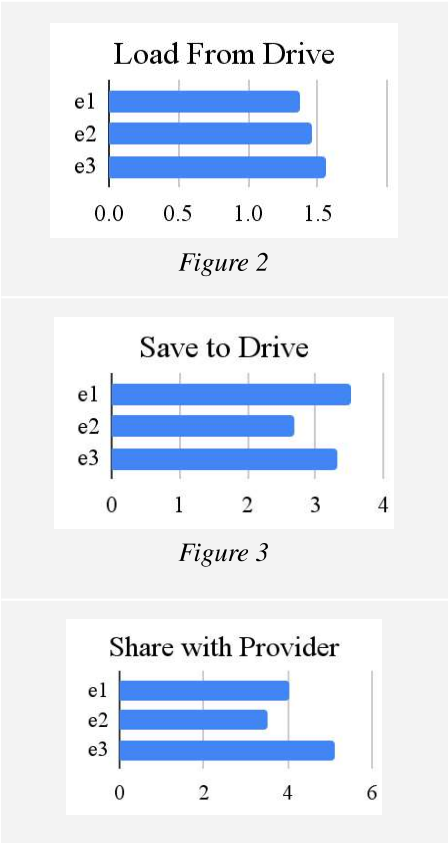 Load From Drive
e1
e2
e3
0.0 0.5 1.0 1.5
Figure 2
Save to Drive
e1
e2
e3
0 1 2 3 4
Figure 3
Share with Provider
e1
e2
e3
0 2 4 6